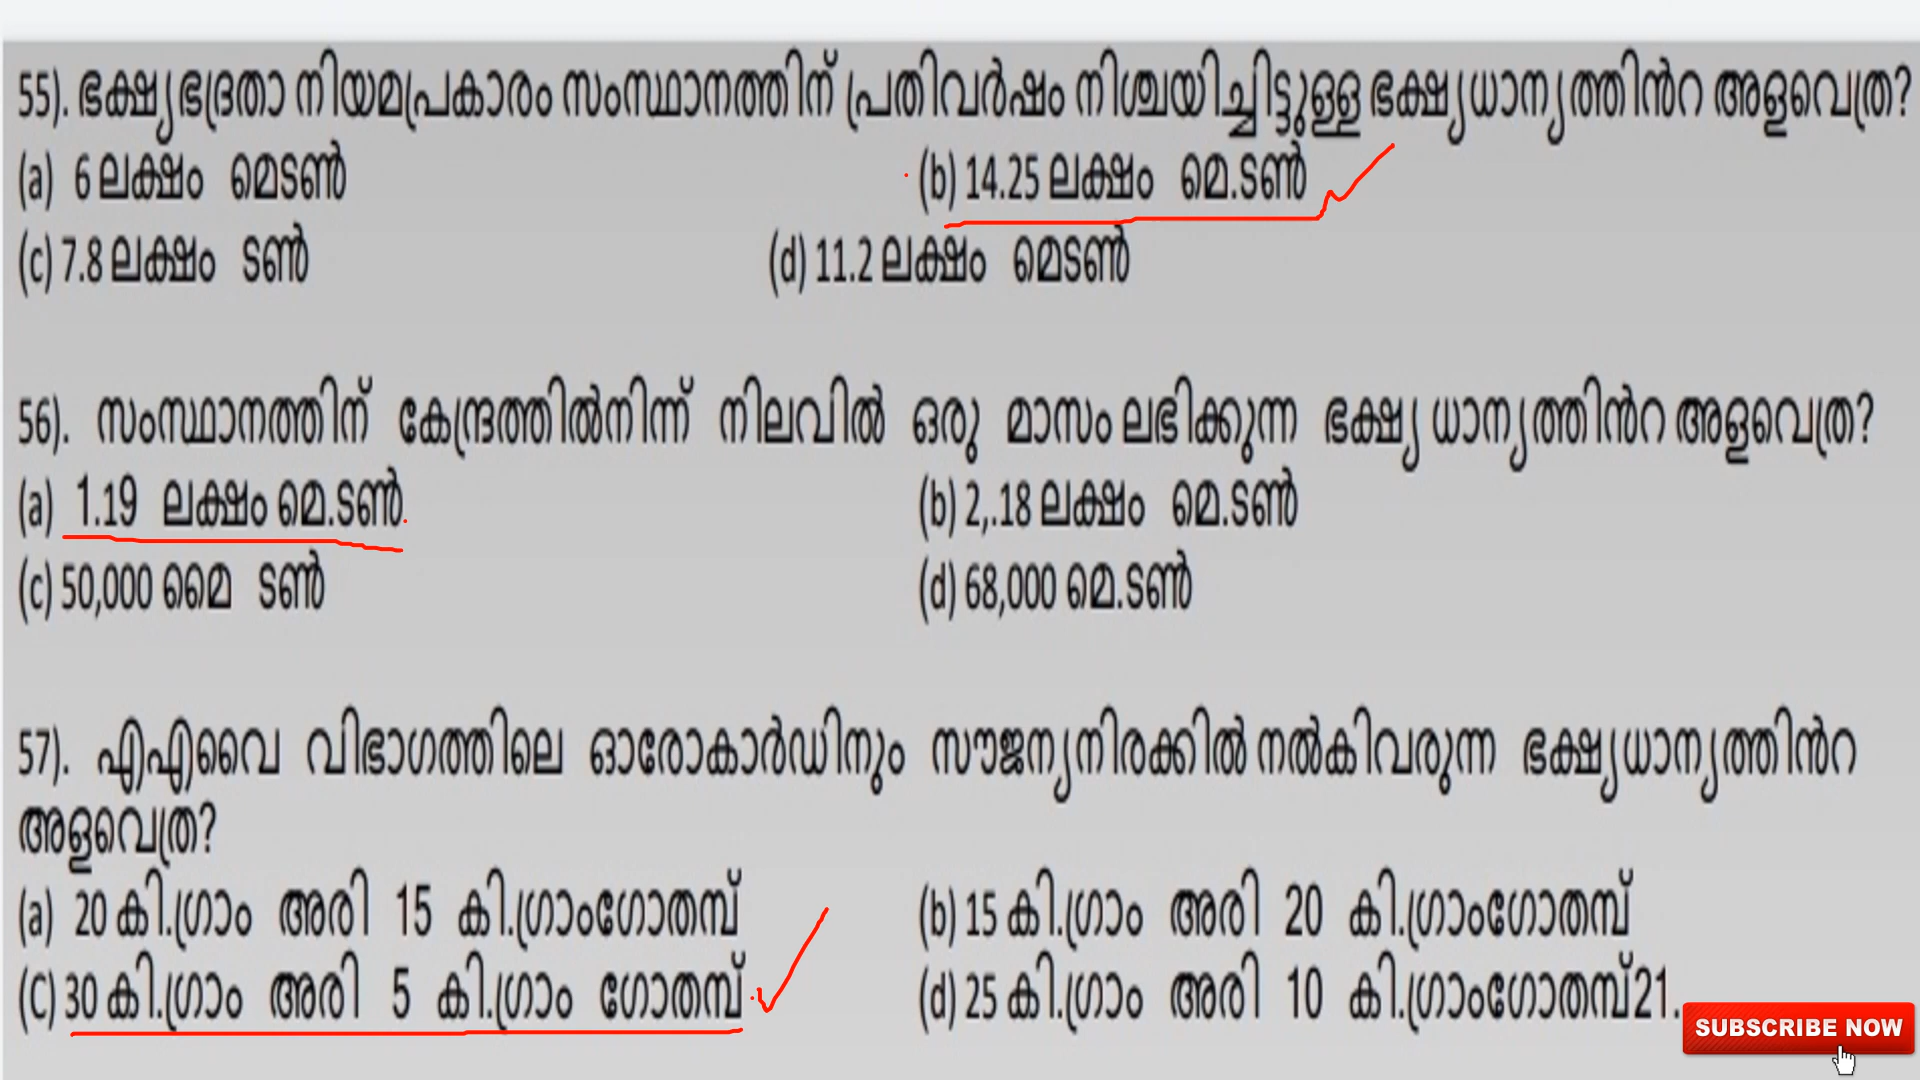 55). ഭക്ഷ്യഭദ്രതാ നിയമപ്രകാരം സംസ്ഥാനത്തിന് പ്രതിവർഷം നിശ്ചയിച്ചിട്ടുള്ള ഭക്ഷ്യധാന്യത്തിൻറ അളവെത്ര?
(a) 6 ലക്ഷം മെടൺ (b) 14.25 ലക്ഷം മെ.ടൺ
(c) 7.8 ലക്ഷം ടൺ (d) 11.2 ലക്ഷം മെടൺ
56). സംസ്ഥാനത്തിന് കേന്ദ്രത്തിൽനിന്ന് നിലവിൽ ഒരു മാസം ലഭിക്കുന്ന ഭക്ഷ്യ ധാന്യത്തിൻറ അളവെത്ര?
(a) 1.19 ലക്ഷം മെ.ടൺ (b) 2,.18 ലക്ഷം മെ.ടൺ
(c) 50,000 മൈ ടൺ (d) 68,000 മെ.ടൺ
57). എഎവൈ വിഭാഗത്തിലെ ഓരോകാർഡിനും സൗജന്യനിരക്കിൽ നൽകിവരുന്ന ഭക്ഷ്യധാന്യത്തിൻറ
അളവെത്ര?
(a) 20 കി.ഗ്രാം അരി 15 കി.ഗ്രാംഗോതമ്പ് (b) 15 കി.ഗ്രാം അരി 20 കി.ഗ്രാംഗോതമ്പ്
(C) 30 കി.ഗ്രാം അരി 5 കി.ഗ്രാം ഗോതമ്പ് (d) 25 കി.ഗ്രാം അരി 10 കി.ഗ്രാംഗോതമ്പ്21.
SUBSCRIBE NOW